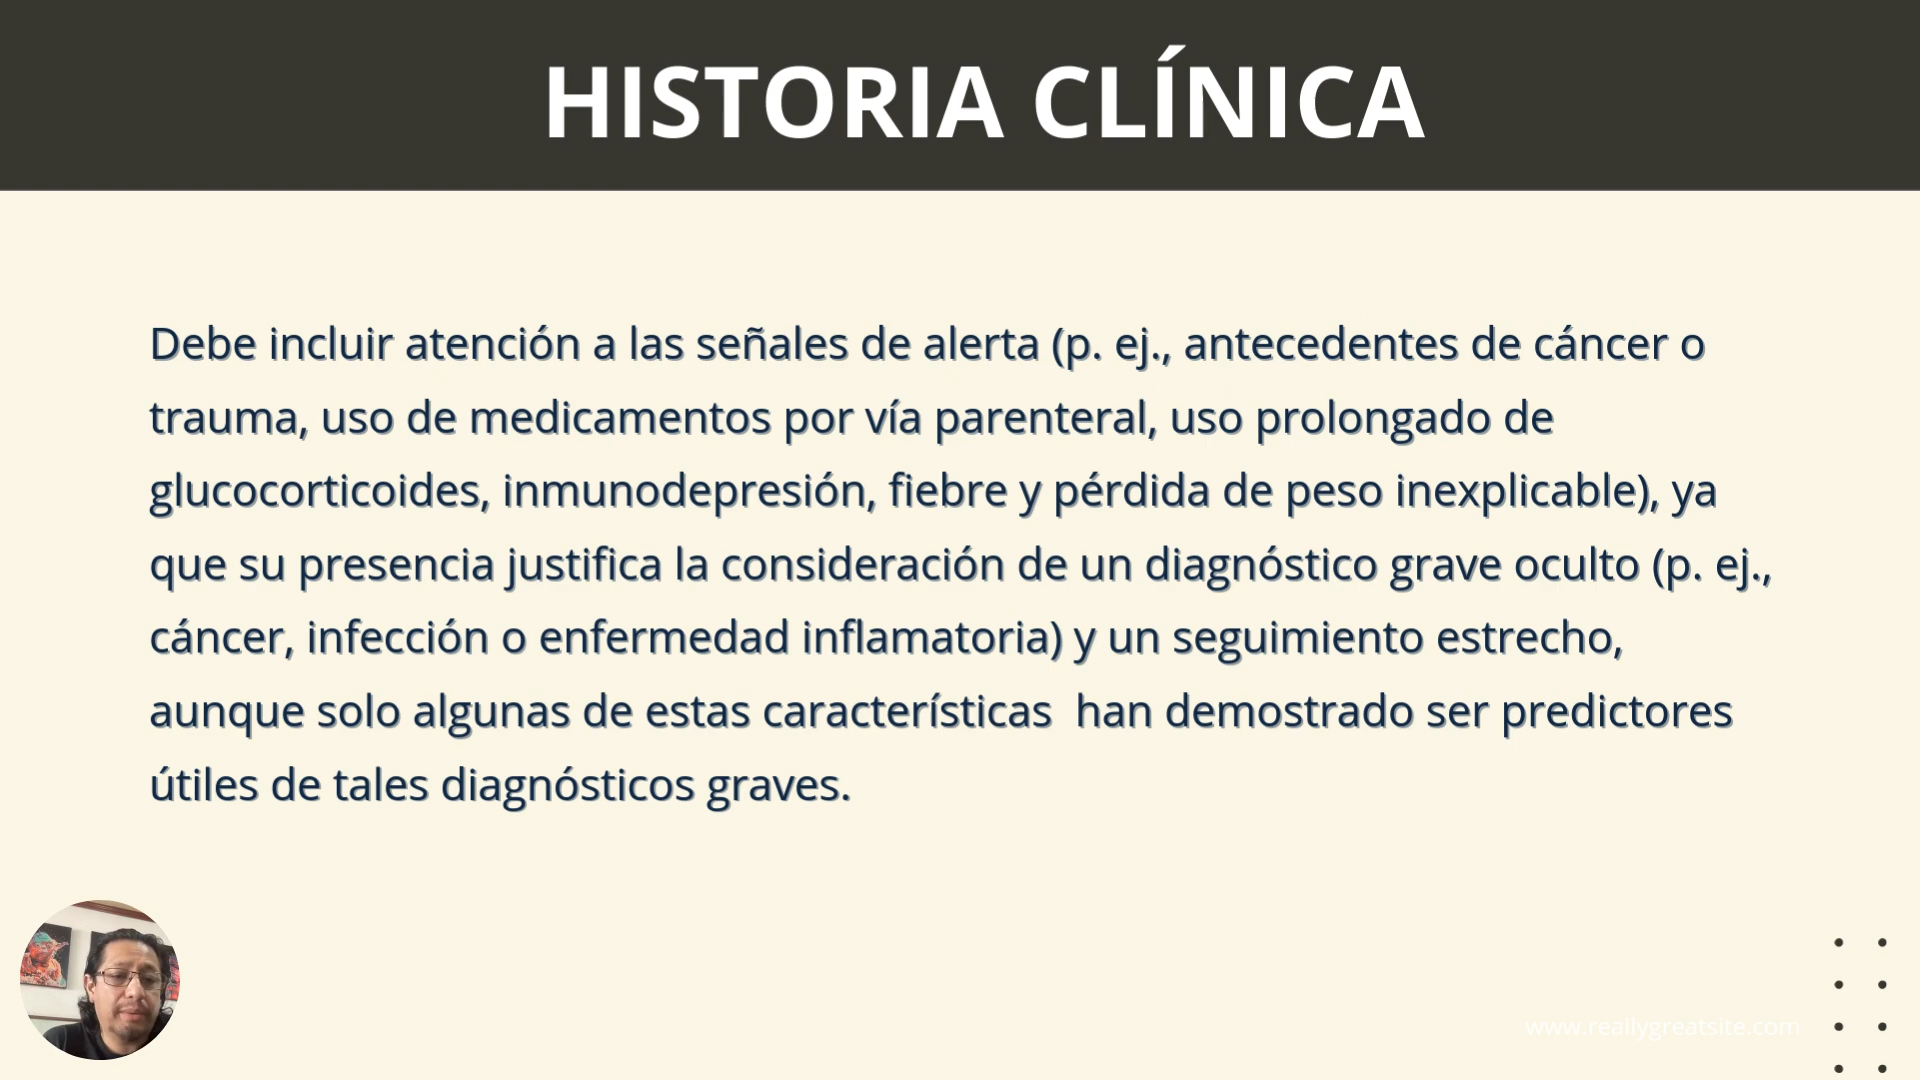 HISTORIA CLÍNICA
Debe incluir atención a las señales de alerta (p. ej., antecedentes de cáncer o
trauma, uso de medicamentos por vía parenteral, uso prolongado de
glucocorticoides, inmunodepresión, fiebre y pérdida de peso inexplicable), ya
que su presencia justifica la consideración de un diagnóstico grave oculto (p. ej.,
cáncer, infección o enfermedad inflamatoria) y un seguimiento estrecho,
aunque solo algunas de estas características  han demostrado ser predictores
útiles de tales diagnósticos graves.
www.reallygreatsite.com